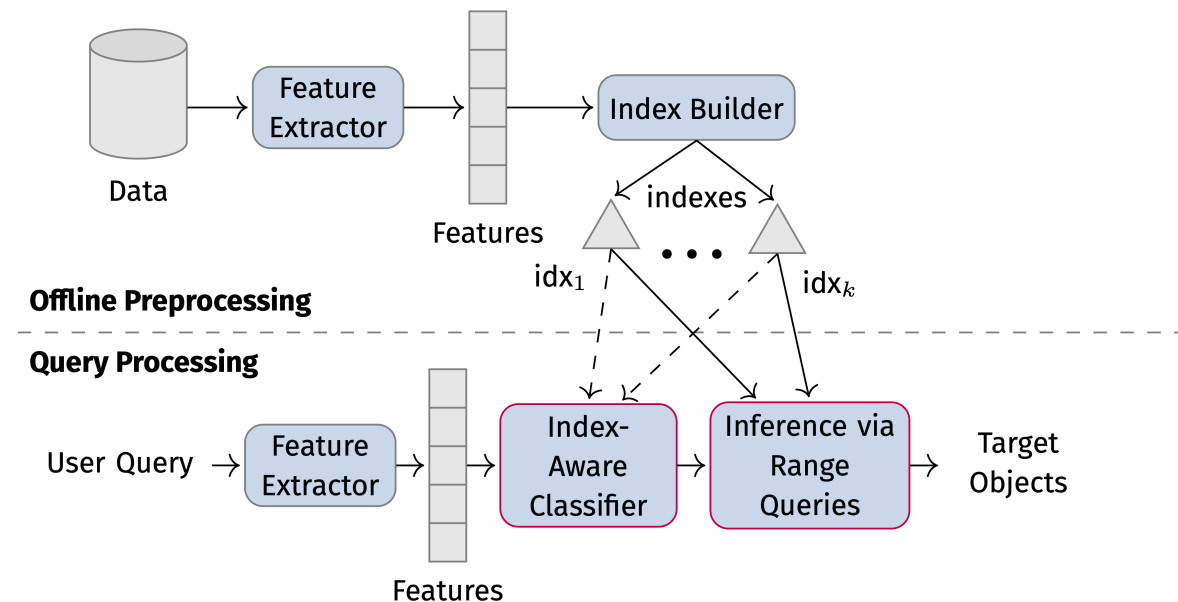 Feature
Extractor
Index Builder
Data
indexes
Features
idx₁
• • •
idxₖ
Offline Preprocessing
Query Processing
User Query
Feature
Extractor
Index-
Aware
Classifier
Inference via
Range
Queries
Target
Objects
Features